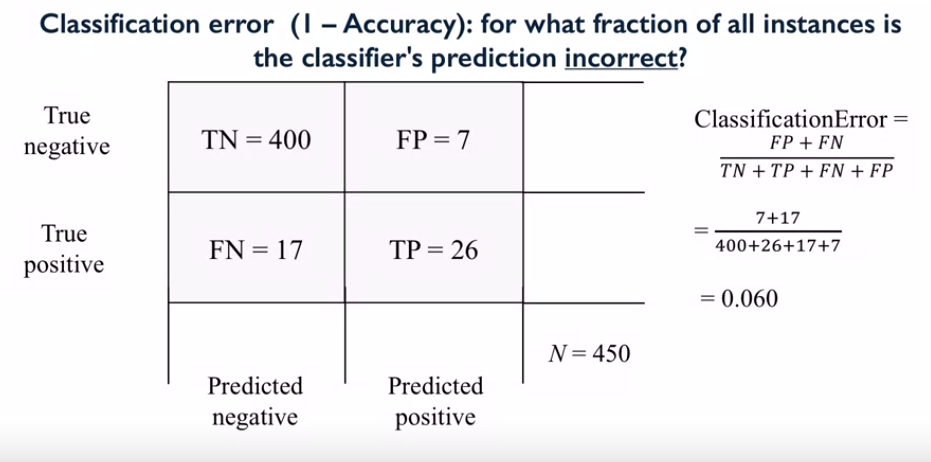 Classification error (1 – Accuracy): for what fraction of all instances is
the classifier's prediction incorrect?
True
negative
TN = 400
FP = 7
True
positive
FN = 17
TP = 26
N = 450
Predicted
negative
Predicted
positive
ClassificationError =
FP + FN
TN + TP + FN + FP
= 7+17
400+26+17+7
= 0.060